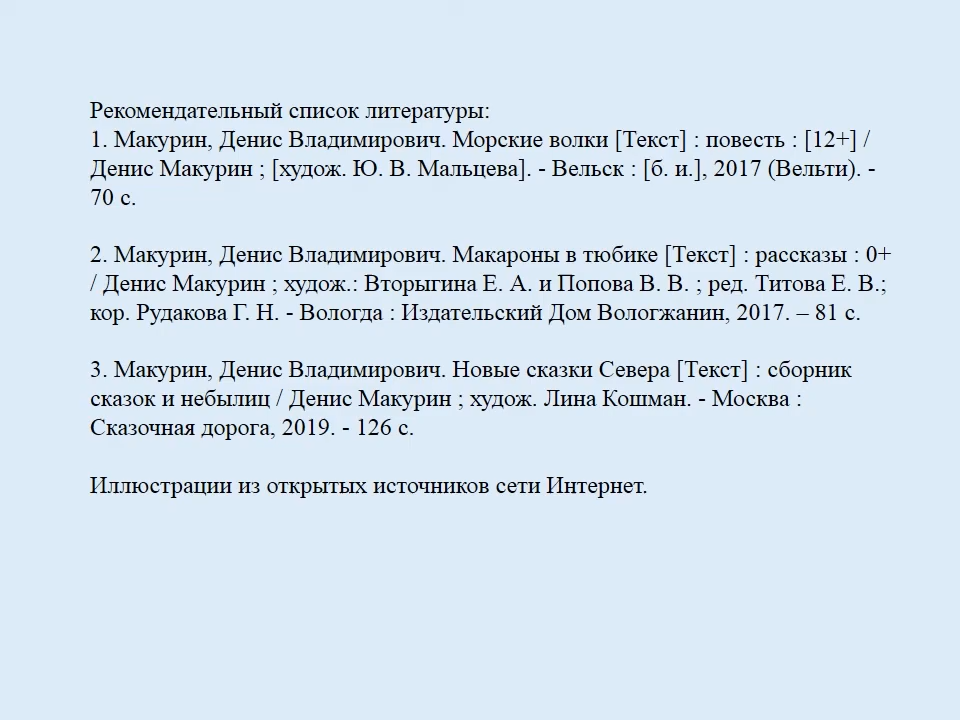 Рекомендательный список литературы:
1. Макурин, Денис Владимирович. Морские волки [Текст] : повесть : [12+] /
Денис Макурин ; [худож. Ю. В. Мальцева]. - Вельск : [б. и.], 2017 (Вельти). -
70 с.
2. Макурин, Денис Владимирович. Макароны в тюбике [Текст] : рассказы : 0+
/ Денис Макурин ; худож.: Вторыгина Е. А. и Попова В. В. ; ред. Титова Е. В.;
кор. Рудакова Г. Н. - Вологда : Издательский Дом Вологжанин, 2017. – 81 с.
3. Макурин, Денис Владимирович. Новые сказки Севера [Текст] : сборник
сказок и небылиц / Денис Макурин ; худож. Лина Кошман. - Москва :
Сказочная дорога, 2019. - 126 с.
Иллюстрации из открытых источников сети Интернет.